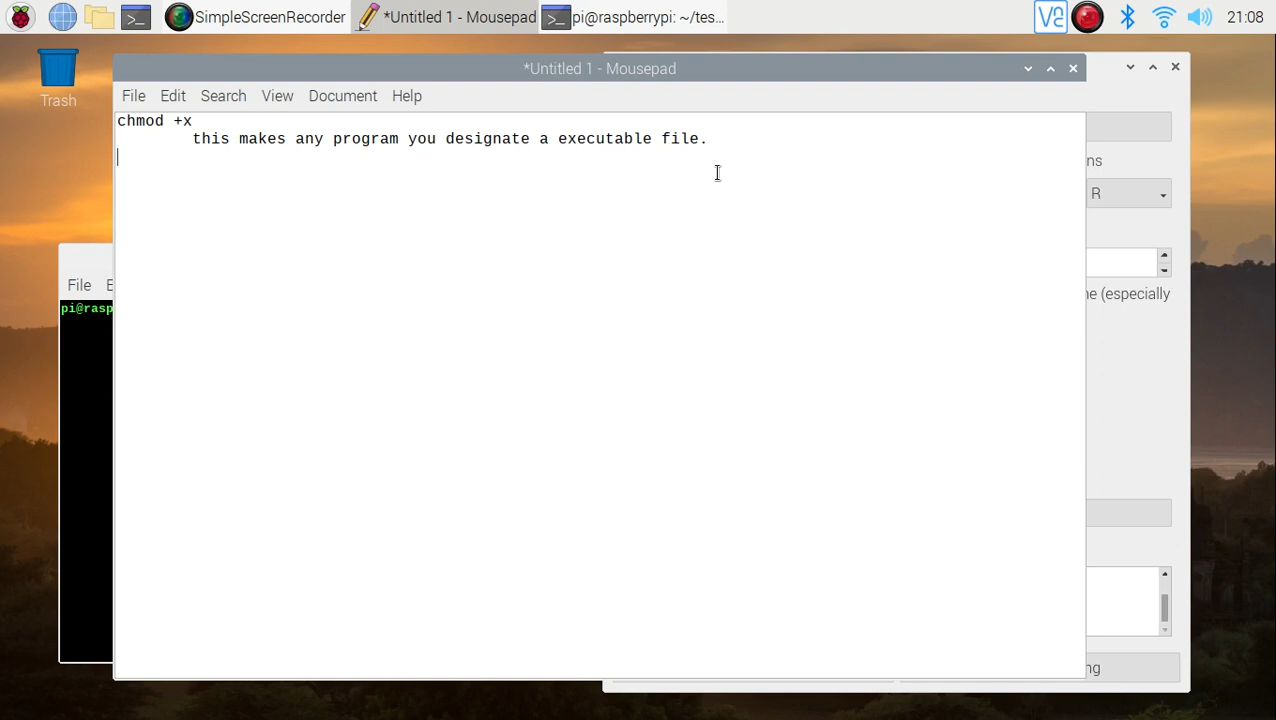 SimpleScreenRecorder
*Untitled 1 - Mousepad
pi@raspberrypi: ~/tes...
21:08
Trash
*Untitled 1 - Mousepad
File Edit Search View Document Help
chmod +x
this makes any program you designate a executable file.
ns
R
File E
ne (especially
pi@rasp
ng